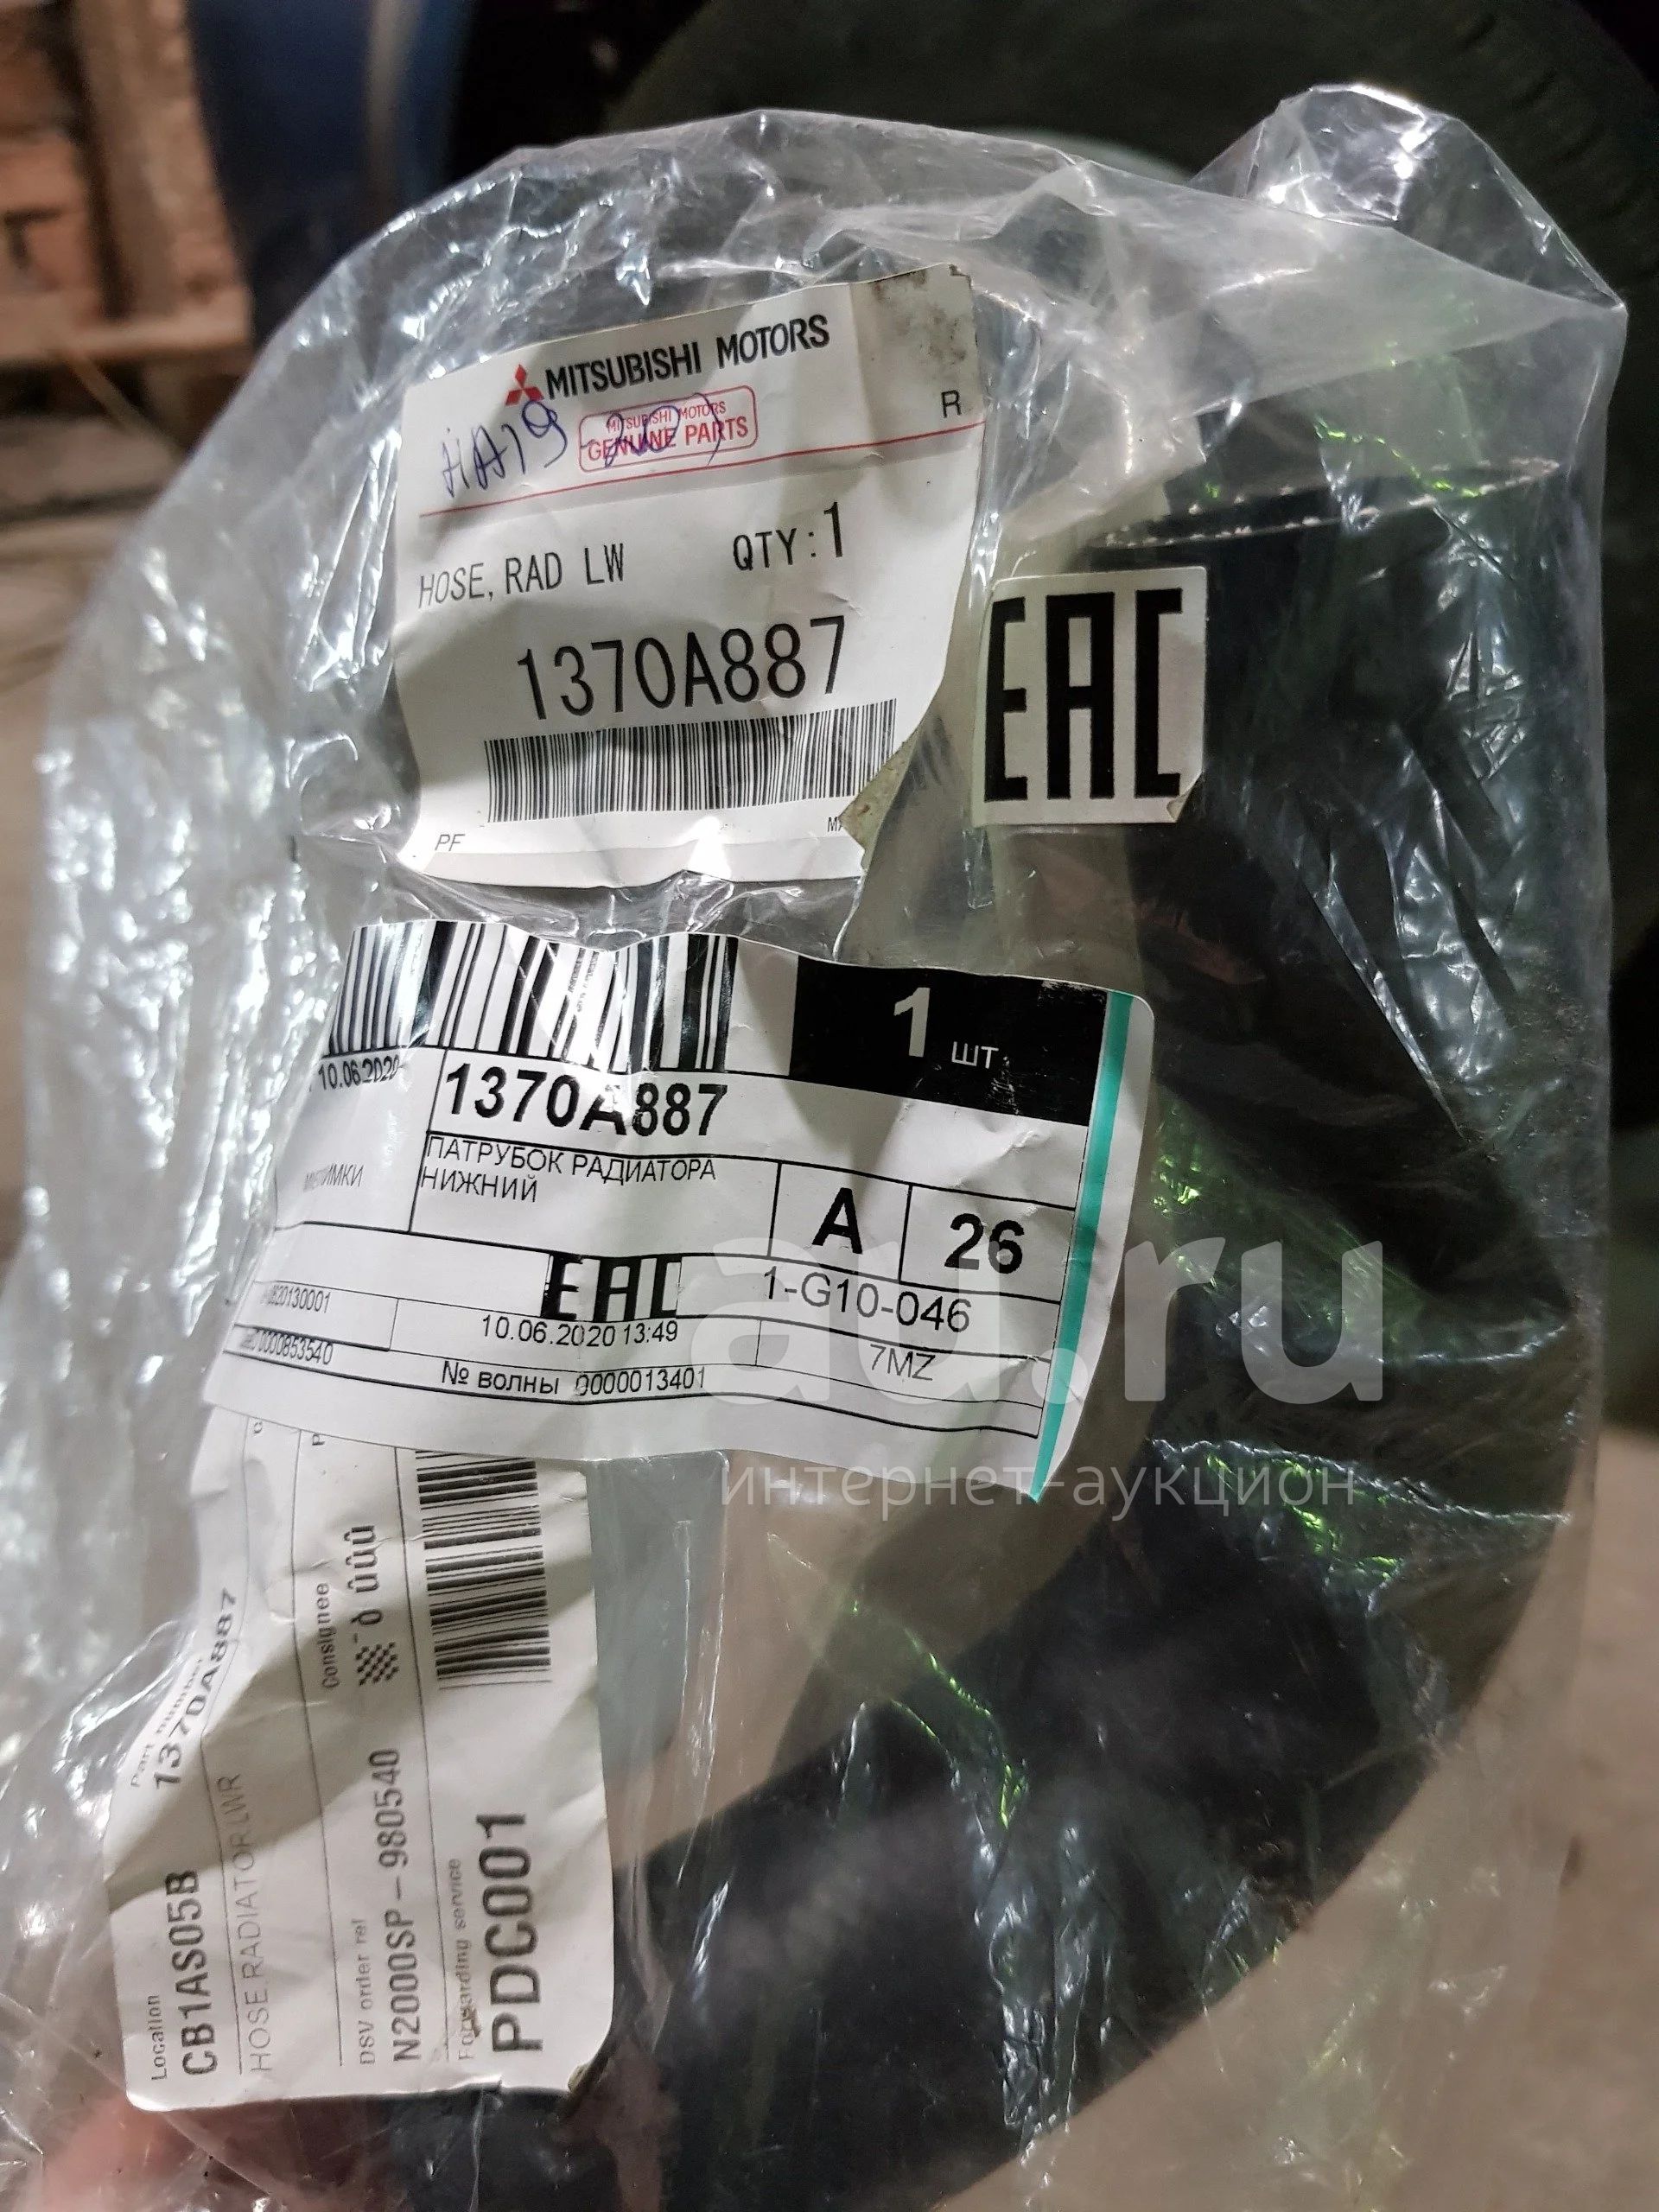 MITSUBISHI MOTORS
MITSUBISHI MOTORS
GENUINE PARTS
R
HOSE, RAD LW QTY:1
1370A887
PF
EAC
1 шт.
10.06.2020
1370A887
ПАТРУБОК РАДИАТОРА
НИЖНИЙ
A 26
EAC
1-G10-046
10.06.2020 13:49
7MZ
№ волны 0000013401
au.ru
интернет-аукцион
Part number
1370A887
Location
CB1AS05B
HOSE,RADIATOR LWR
Consignee
DSV order ref
N2000SP-980540
Forwarding service
PDC001